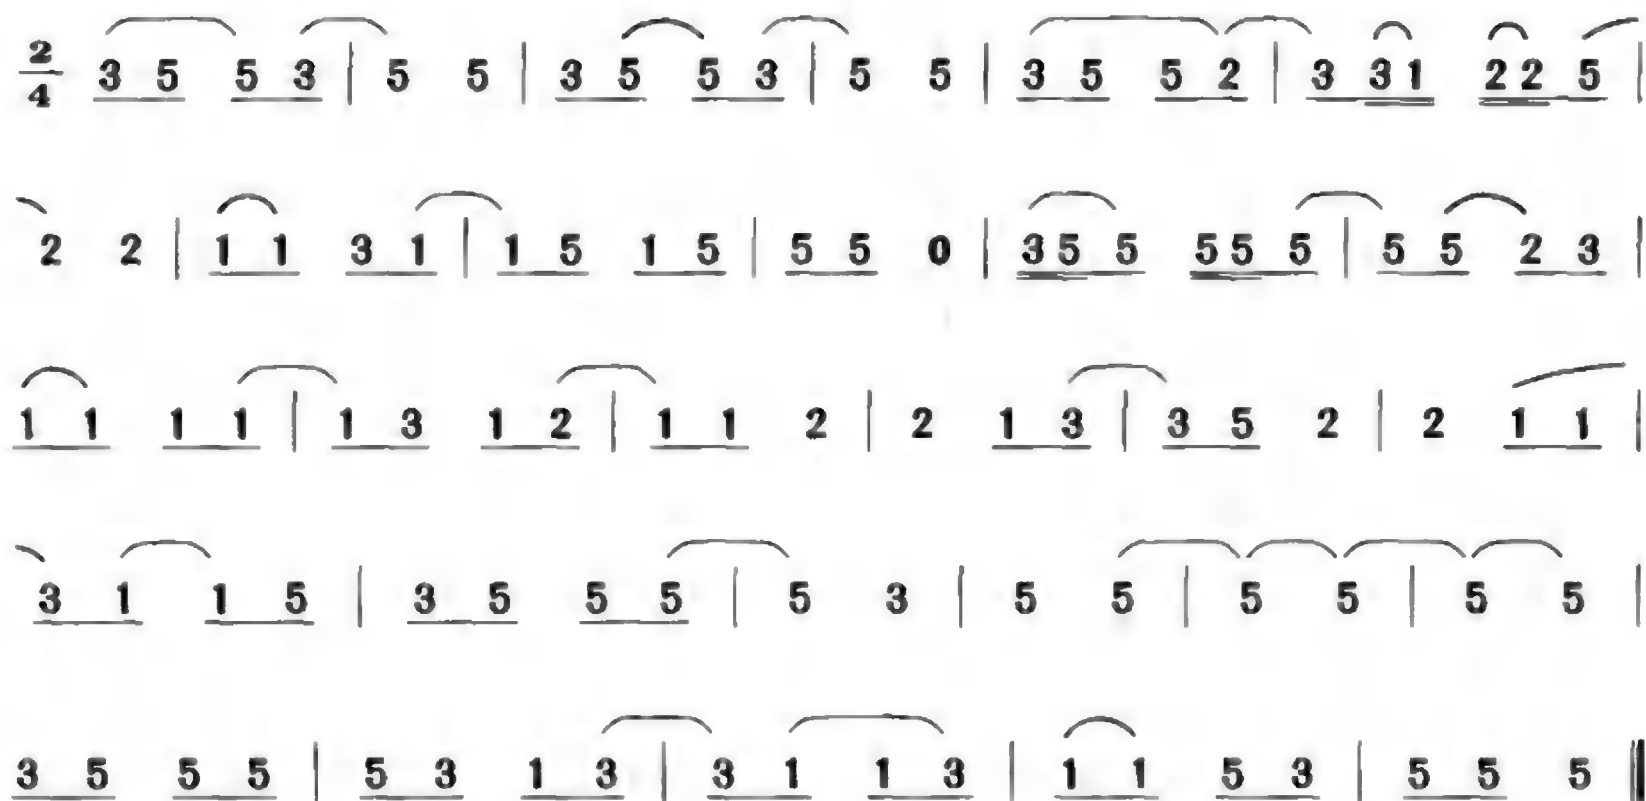 2/4 3 5 5 3 | 5 5 | 3 5 5 3 | 5 5 | 3 5 5 2 | 3 3 1 2 2 5 |
2 2 | 1 1 3 1 | 1 5 1 5 | 5 5 0 | 3 5 5 5 5 5 | 5 5 2 3 |
1 1 1 1 | 1 3 1 2 | 1 1 2 | 2 1 3 | 3 5 2 | 2 1 1 |
3 1 1 5 | 3 5 5 5 | 5 3 | 5 5 | 5 5 | 5 5 |
3 5 5 5 | 5 3 1 3 | 3 1 1 3 | 1 1 5 3 | 5 5 5 ‖